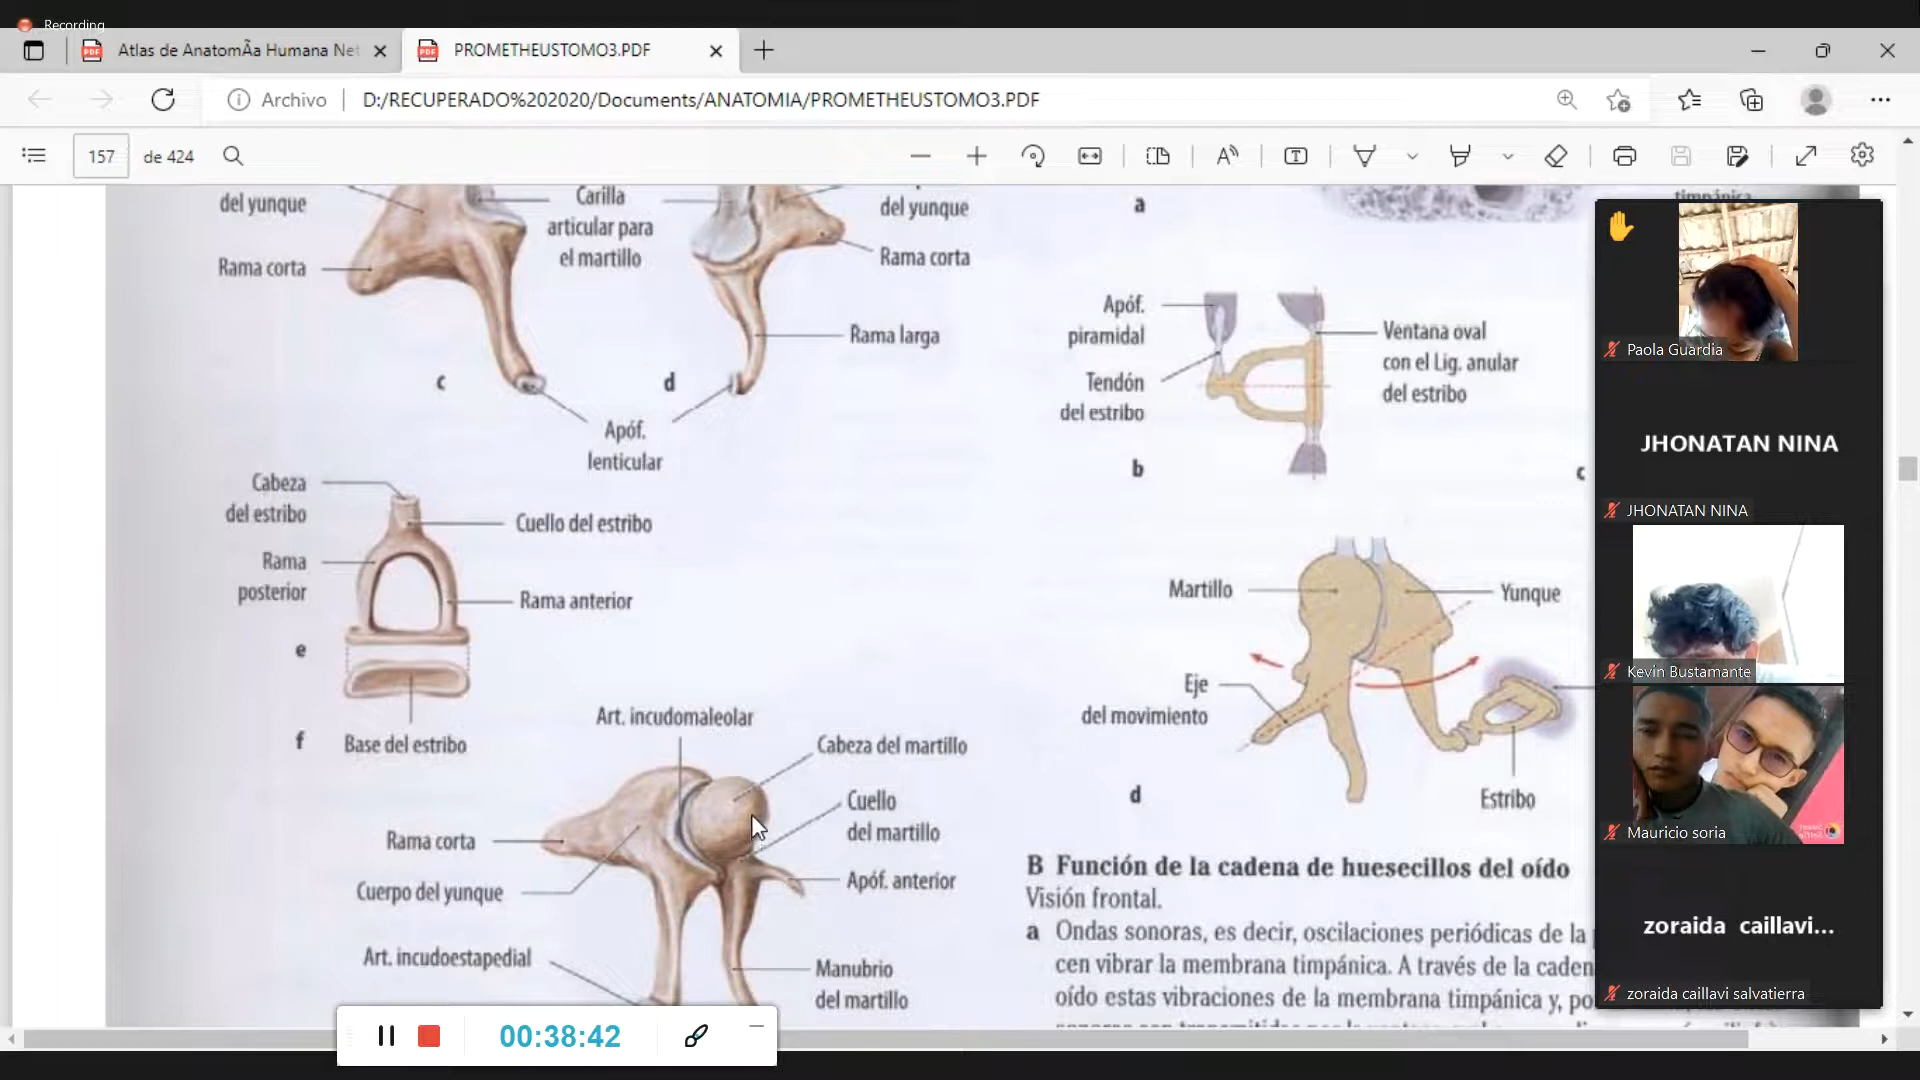 Recording
Atlas de AnatomÃa Humana Net
PROMETHEUSTOMO3.PDF
Archivo
D:/RECUPERADO%202020/Documents/ANATOMIA/PROMETHEUSTOMO3.PDF
157 de 424
del yunque
Rama corta
Carilla
articular para
el martillo
del yunque
Rama corta
Rama larga
c
d
Apóf.
lenticular
Cabeza
del estribo
Cuello del estribo
Rama
posterior
Rama anterior
e
f
Base del estribo
Art. incudomaleolar
Cabeza del martillo
Cuello
del martillo
Rama corta
Apóf. anterior
Cuerpo del yunque
Art. incudoestapedial
Manubrio
del martillo
a
timpánica
Apóf.
piramidal
Tendón
del estribo
Ventana oval
con el Lig. anular
del estribo
b
c
Martillo
Yunque
Eje
del movimiento
d
Estribo
B Función de la cadena de huesecillos del oído
Visión frontal.
a Ondas sonoras, es decir, oscilaciones periódicas de la
cen vibrar la membrana timpánica. A través de la caden
oído estas vibraciones de la membrana timpánica y, po
Paola Guardia
JHONATAN NINA
JHONATAN NINA
Kevin Bustamante
Mauricio soria
zoraida caillavi...
zoraida caillavi salvatierra
00:38:42